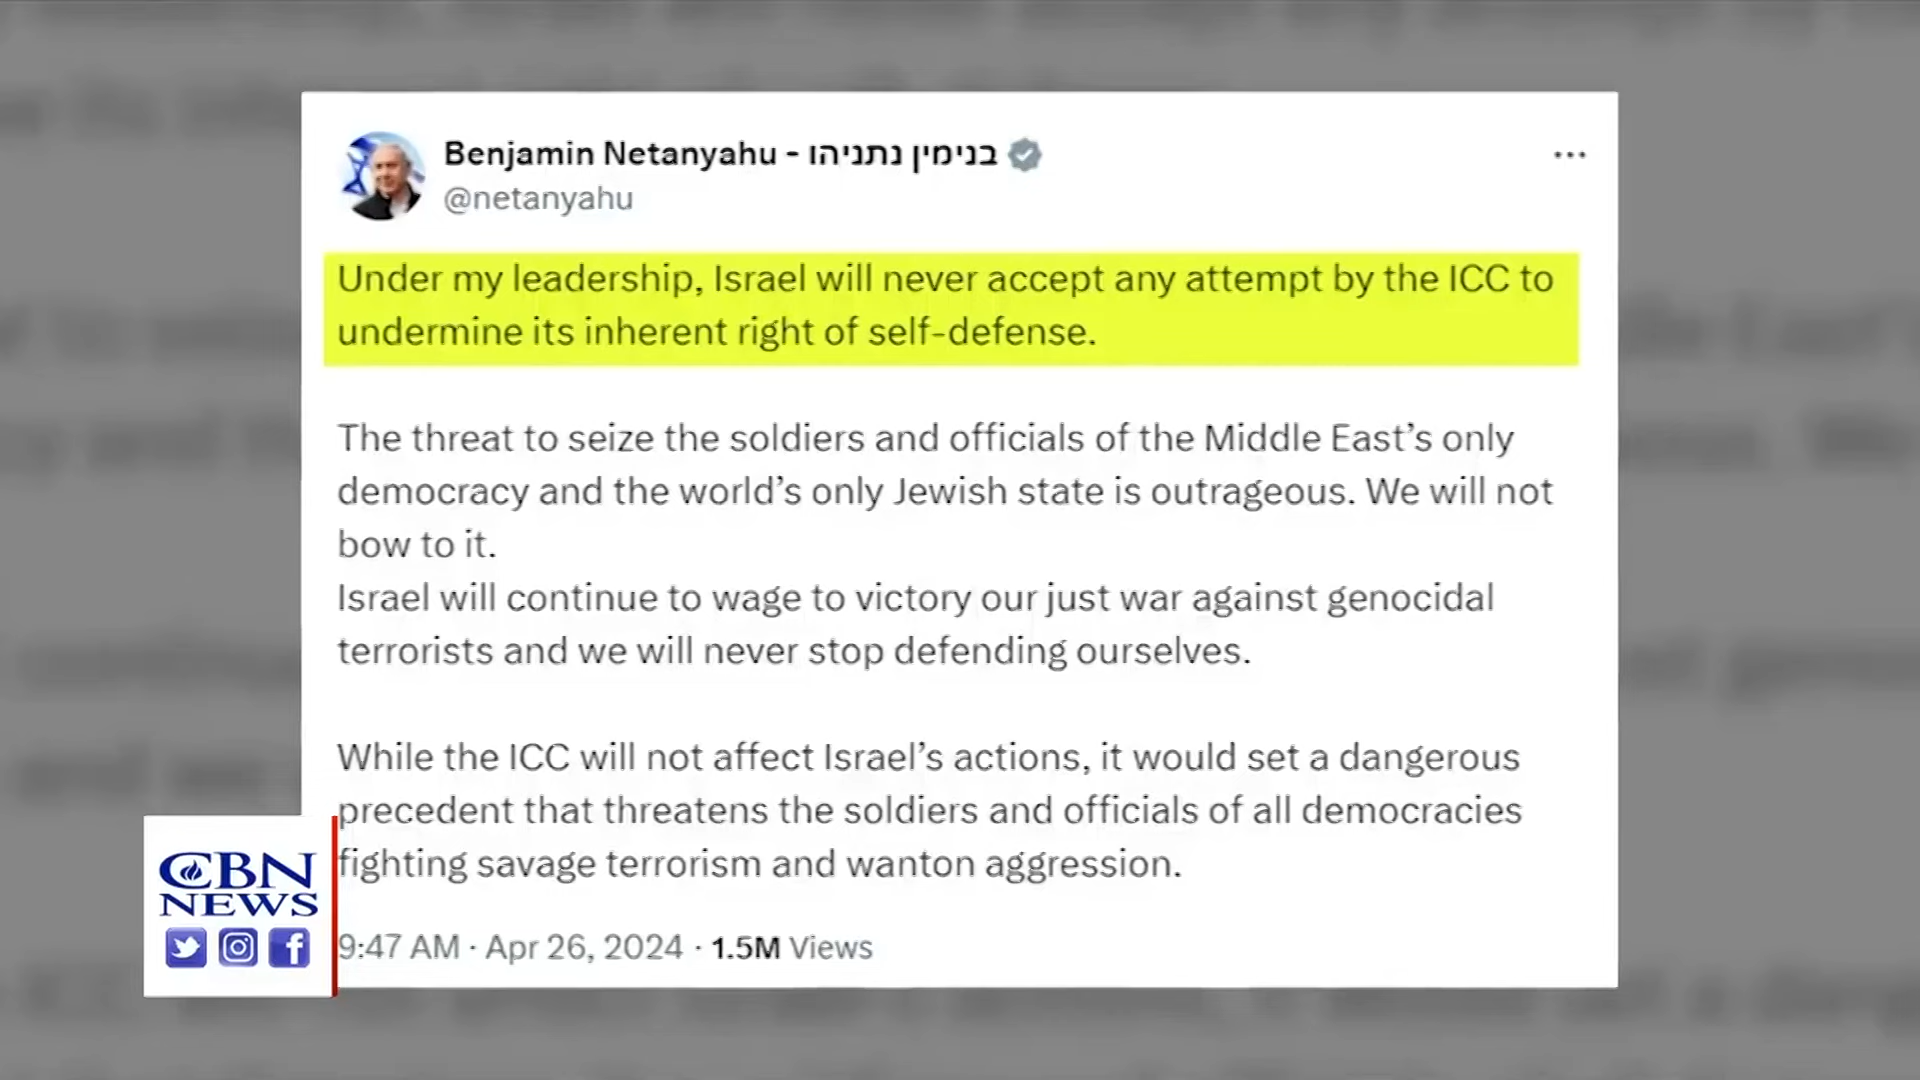 Benjamin Netanyahu - בנימין נתניהו
@netanyahu
Under my leadership, Israel will never accept any attempt by the ICC to
undermine its inherent right of self-defense.
The threat to seize the soldiers and officials of the Middle East’s only
democracy and the world’s only Jewish state is outrageous. We will not
bow to it.
Israel will continue to wage to victory our just war against genocidal
terrorists and we will never stop defending ourselves.
While the ICC will not affect Israel’s actions, it would set a dangerous
precedent that threatens the soldiers and officials of all democracies
fighting savage terrorism and wanton aggression.
9:47 AM · Apr 26, 2024 · 1.5M Views
CBN
NEWS